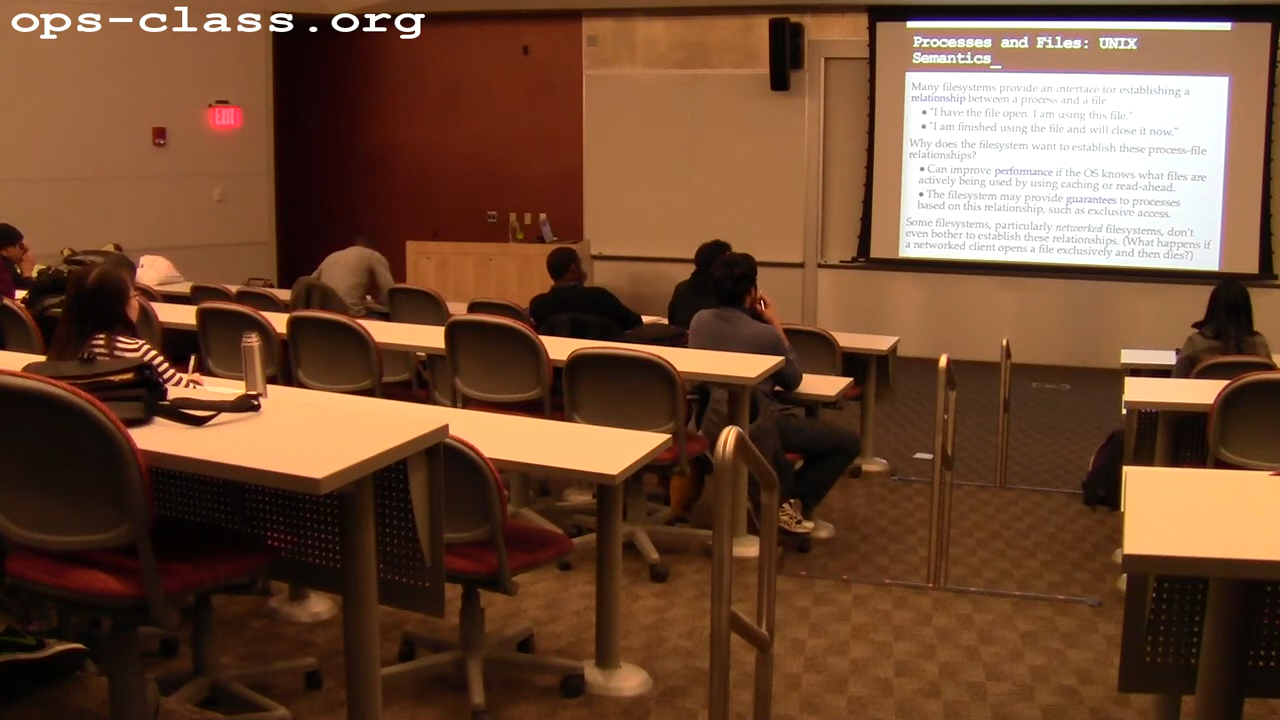 ops-class.org
EXIT
Processes and Files: UNIX
Semantics_
Many filesystems provide an interface for establishing a
relationship between a process and a file
● "I have the file open. I am using this file."
● "I am finished using the file and will close it now."
Why does the filesystem want to establish these process-file
relationships?
● Can improve performance if the OS knows what files are
actively being used by using caching or read-ahead.
● The filesystem may provide guarantees to processes
based on this relationship, such as exclusive access.
Some filesystems, particularly networked filesystems, don't
even bother to establish these relationships. (What happens if
a networked client opens a file exclusively and then dies?)